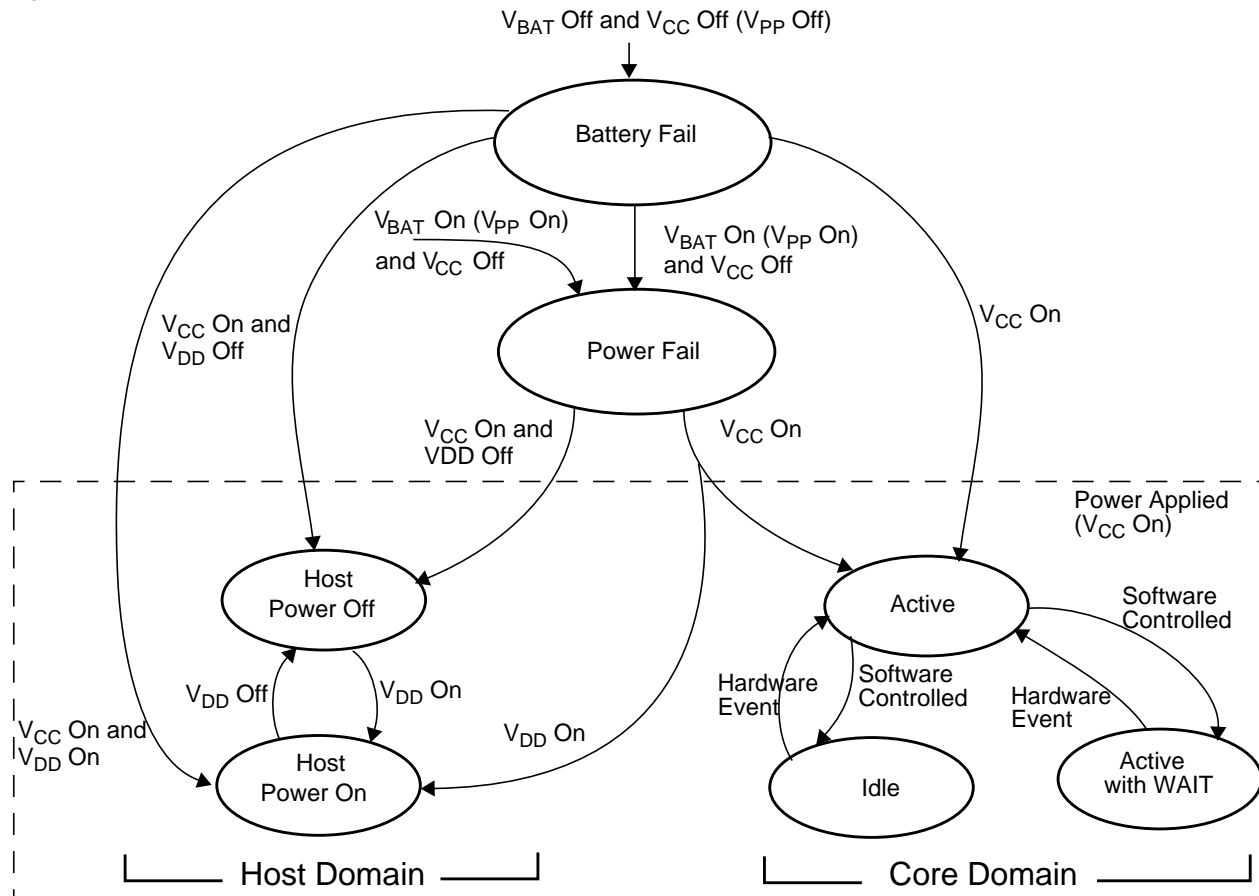 V_BAT Off and V_CC Off (V_PP Off)
Battery Fail
V_BAT On (V_PP On)
and V_CC Off
V_BAT On (V_PP On)
and V_CC Off
V_CC On and
V_DD Off
V_CC On
Power Fail
V_CC On and
VDD Off
V_CC On
Power Applied
(V_CC On)
Host
Power Off
Active
Software
Controlled
V_DD Off
V_DD On
Hardware
Event
Software
Controlled
Hardware
Event
V_CC On and
V_DD On
V_DD On
Host
Power On
Idle
Active
with WAIT
Host Domain
Core Domain